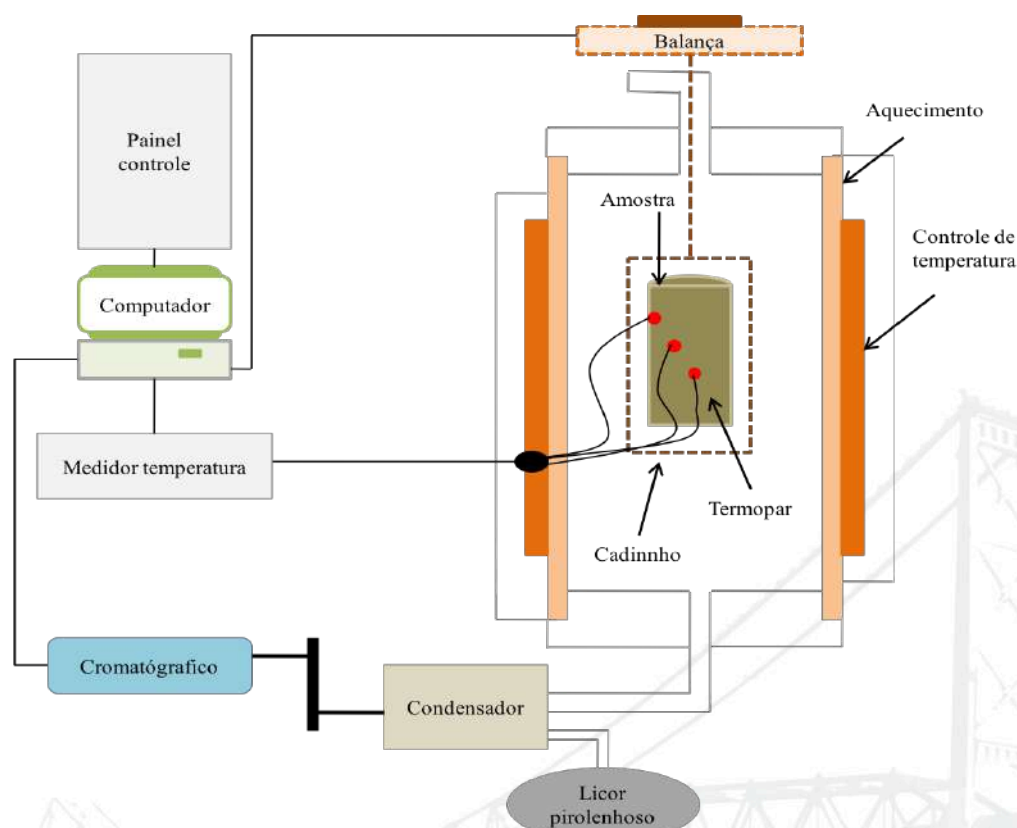 Balança
Painel
controle
Aquecimento
Amostra
Controle de
temperatura
Computador
Medidor temperatura
Termopar
Cadinnho
Cromatógrafico
Condensador
Licor
pirolenhoso